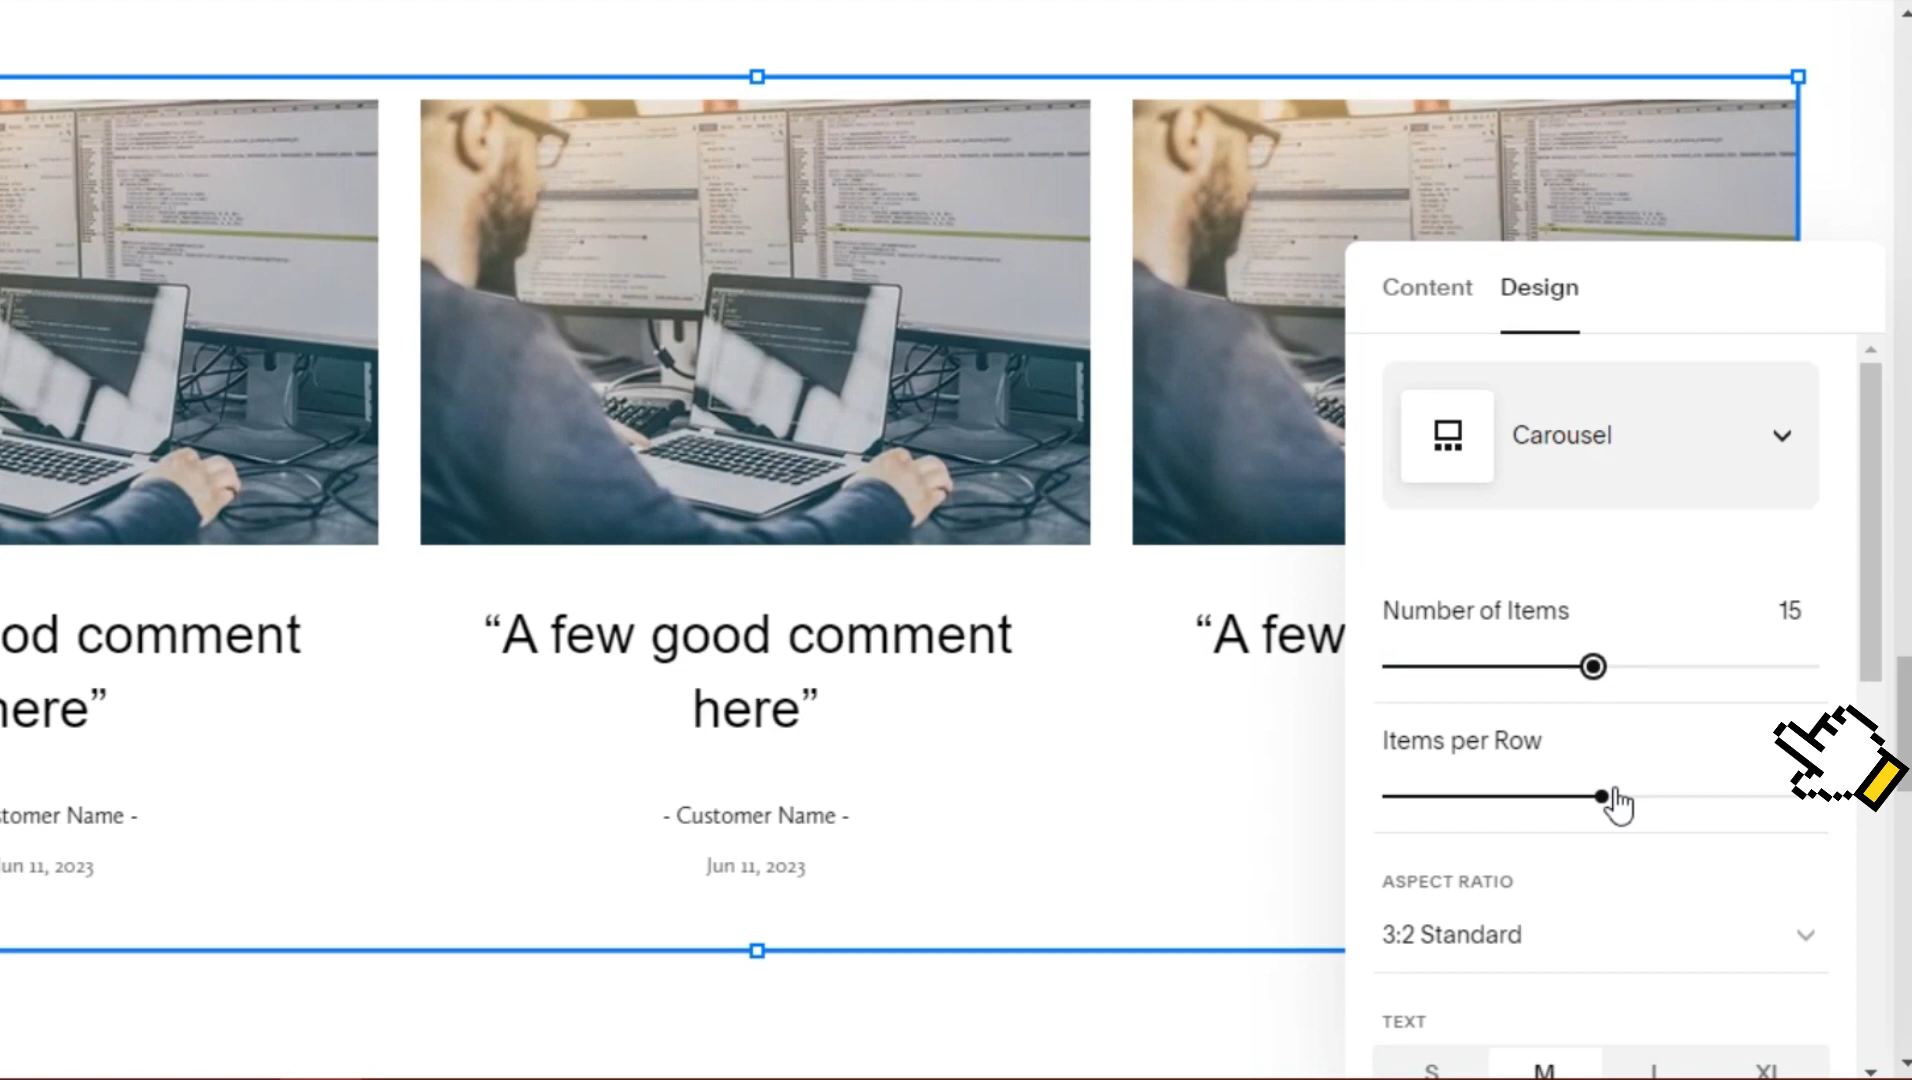 Content Design
Carousel
Number of Items 15
Items per Row
ASPECT RATIO
3:2 Standard
TEXT
S M L XL
od comment
here”
tomer Name -
un 11, 2023
“A few good comment
here”
- Customer Name -
Jun 11, 2023
“A few